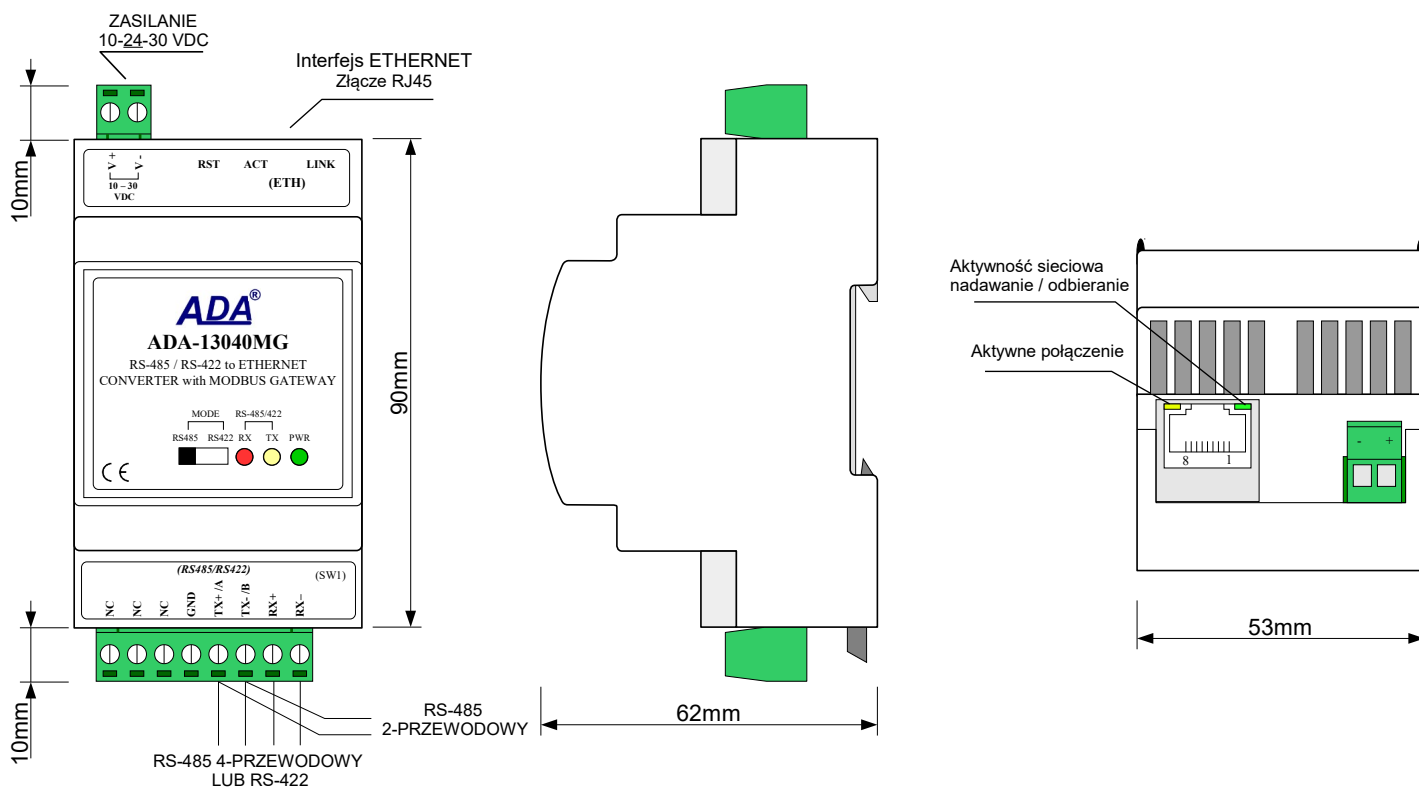 ZASILANIE
10-24-30 VDC
Interfejs ETHERNET
Złącze RJ45
10mm
V+
V-
10 – 30
VDC
RST ACT LINK
(ETH)
ADA®
ADA-13040MG
RS-485 / RS-422 to ETHERNET
CONVERTER with MODBUS GATEWAY
MODE RS-485/422
RS485 RS422 RX TX PWR
CE
90mm
(RS485/RS422)
(SW1)
NC
NC
NC
GND
TX+ /A
TX- /B
RX+
RX–
10mm
RS-485
2-PRZEWODOWY
RS-485 4-PRZEWODOWY
LUB RS-422
62mm
Aktywność sieciowa
nadawanie / odbieranie
Aktywne połączenie
8 1
- +
53mm